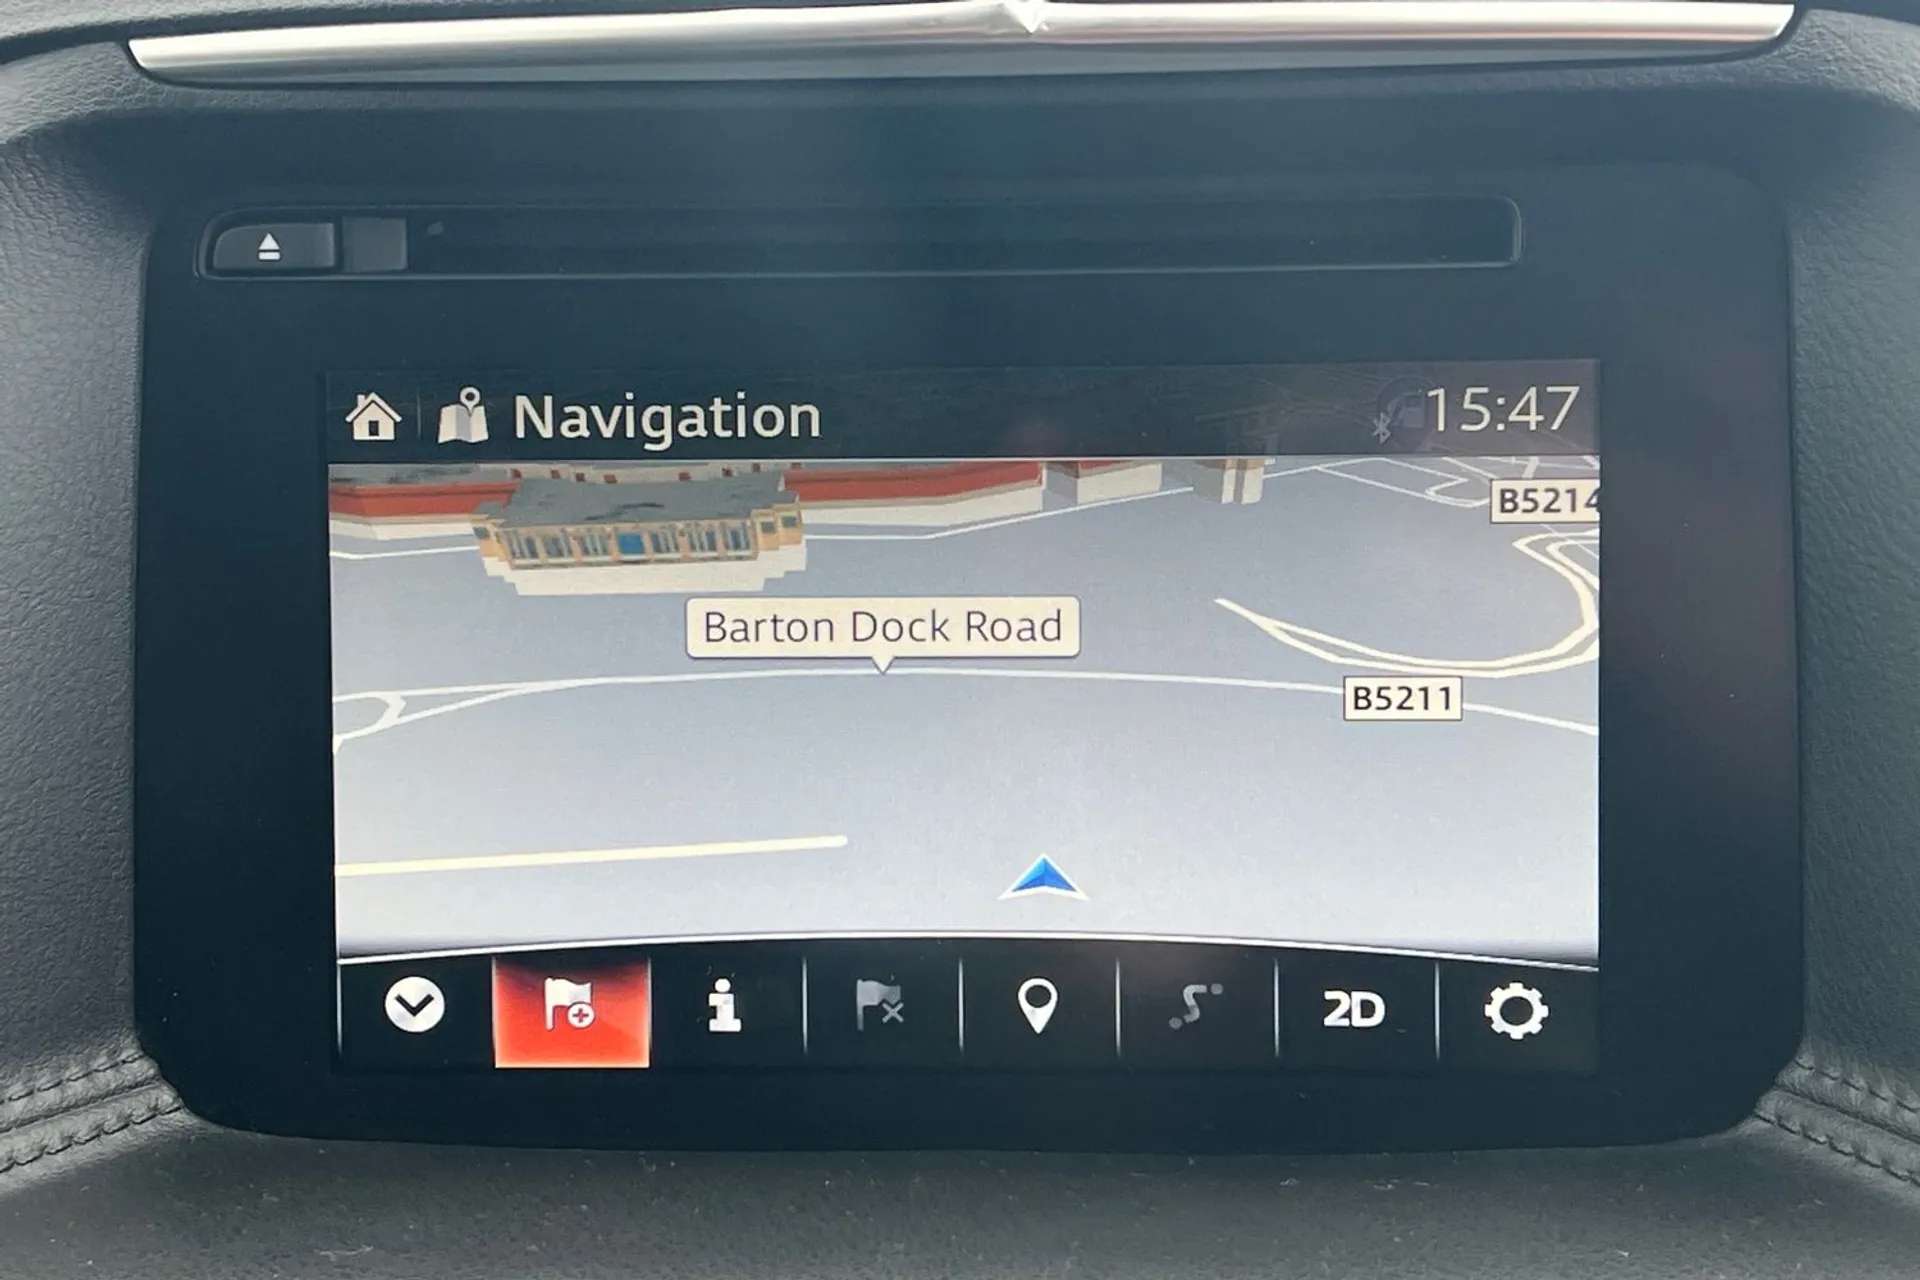 Navigation
15:47
B5214
Barton Dock Road
B5211
2D